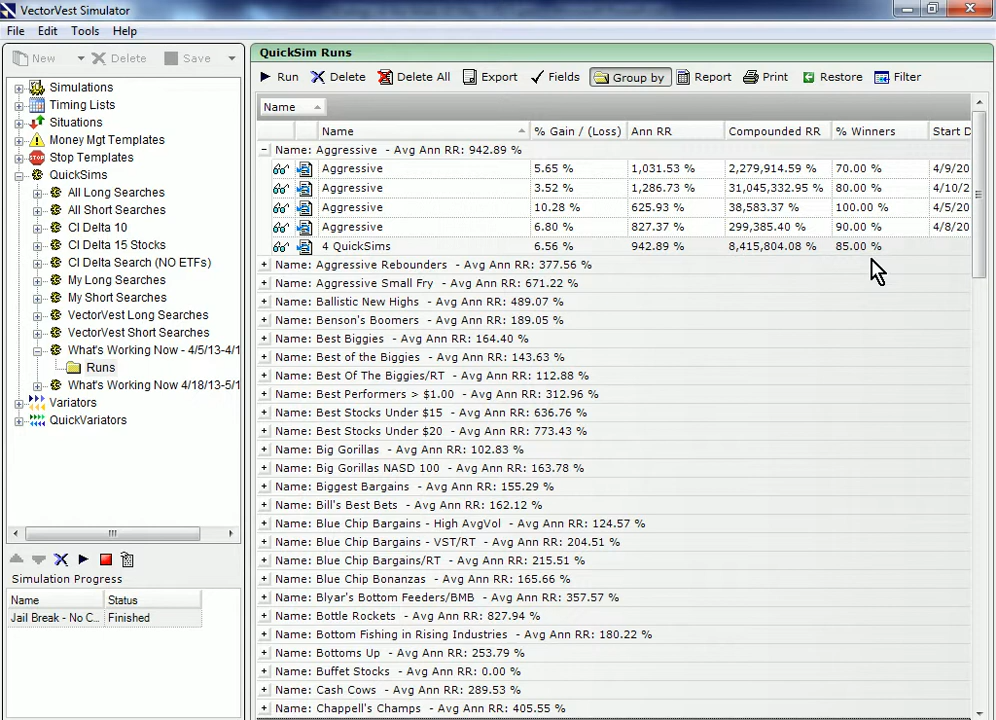 VectorVest Simulator
File Edit Tools Help
New Delete Save
Simulations
Timing Lists
Situations
Money Mgt Templates
Stop Templates
QuickSims
All Long Searches
All Short Searches
CI Delta 10
CI Delta 15 Stocks
CI Delta Search (NO ETFs)
My Long Searches
My Short Searches
VectorVest Long Searches
VectorVest Short Searches
What's Working Now - 4/5/13-4/1
Runs
What's Working Now 4/18/13-5/1
Variators
QuickVariators
Simulation Progress
Name Status
Jail Break - No C... Finished
QuickSim Runs
Run Delete Delete All Export Fields Group by Report Print Restore Filter
Name
Name % Gain / (Loss) Ann RR Compounded RR % Winners Start D
Name: Aggressive - Avg Ann RR: 942.89 %
Aggressive 5.65 % 1,031.53 % 2,279,914.59 % 70.00 % 4/9/20
Aggressive 3.52 % 1,286.73 % 31,045,332.95 % 80.00 % 4/10/2
Aggressive 10.28 % 625.93 % 38,583.37 % 100.00 % 4/5/20
Aggressive 6.80 % 827.37 % 299,385.40 % 90.00 % 4/8/20
4 QuickSims 6.56 % 942.89 % 8,415,804.08 % 85.00 %
Name: Aggressive Rebounders - Avg Ann RR: 377.56 %
Name: Aggressive Small Fry - Avg Ann RR: 671.22 %
Name: Ballistic New Highs - Avg Ann RR: 489.07 %
Name: Benson's Boomers - Avg Ann RR: 189.05 %
Name: Best Biggies - Avg Ann RR: 164.40 %
Name: Best of the Biggies - Avg Ann RR: 143.63 %
Name: Best Of The Biggies/RT - Avg Ann RR: 112.88 %
Name: Best Performers > $1.00 - Avg Ann RR: 312.96 %
Name: Best Stocks Under $15 - Avg Ann RR: 636.76 %
Name: Best Stocks Under $20 - Avg Ann RR: 773.43 %
Name: Big Gorillas - Avg Ann RR: 102.83 %
Name: Big Gorillas NASD 100 - Avg Ann RR: 163.78 %
Name: Biggest Bargains - Avg Ann RR: 155.29 %
Name: Bill's Best Bets - Avg Ann RR: 162.12 %
Name: Blue Chip Bargains - High AvgVol - Avg Ann RR: 124.57 %
Name: Blue Chip Bargains - VST/RT - Avg Ann RR: 204.51 %
Name: Blue Chip Bargains/RT - Avg Ann RR: 215.51 %
Name: Blue Chip Bonanzas - Avg Ann RR: 165.66 %
Name: Blyar's Bottom Feeders/BMB - Avg Ann RR: 357.57 %
Name: Bottle Rockets - Avg Ann RR: 827.94 %
Name: Bottom Fishing in Rising Industries - Avg Ann RR: 180.22 %
Name: Bottoms Up - Avg Ann RR: 253.79 %
Name: Buffet Stocks - Avg Ann RR: 0.00 %
Name: Cash Cows - Avg Ann RR: 289.53 %
Name: Chappell's Champs - Avg Ann RR: 405.55 %